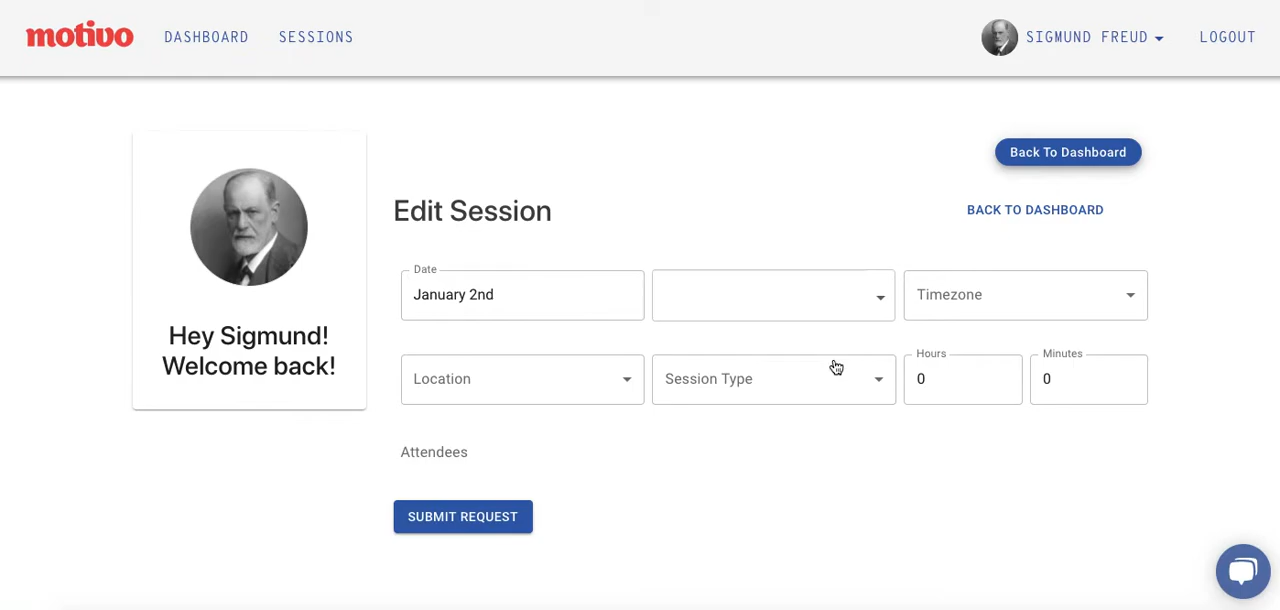 motivo DASHBOARD SESSIONS SIGMUND FREUD LOGOUT
Back To Dashboard
Edit Session BACK TO DASHBOARD
Hey Sigmund!
Welcome back!
Date
January 2nd Timezone
Location Session Type Hours Minutes
0 0
Attendees
SUBMIT REQUEST